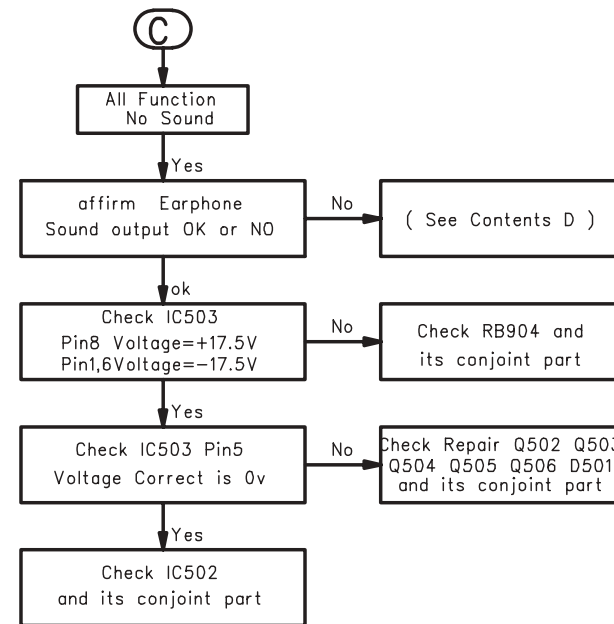 C
All Function
No Sound
Yes
affirm Earphone
Sound output OK or NO
No
( See Contents D )
ok
Check IC503
Pin8 Voltage=+17.5V
Pin1,6Voltage=-17.5V
No
Check RB904 and
its conjoint part
Yes
Check IC503 Pin5
Voltage Correct is 0v
No
Check Repair Q502 Q503
Q504 Q505 Q506 D501
and its conjoint part
Yes
Check IC502
and its conjoint part